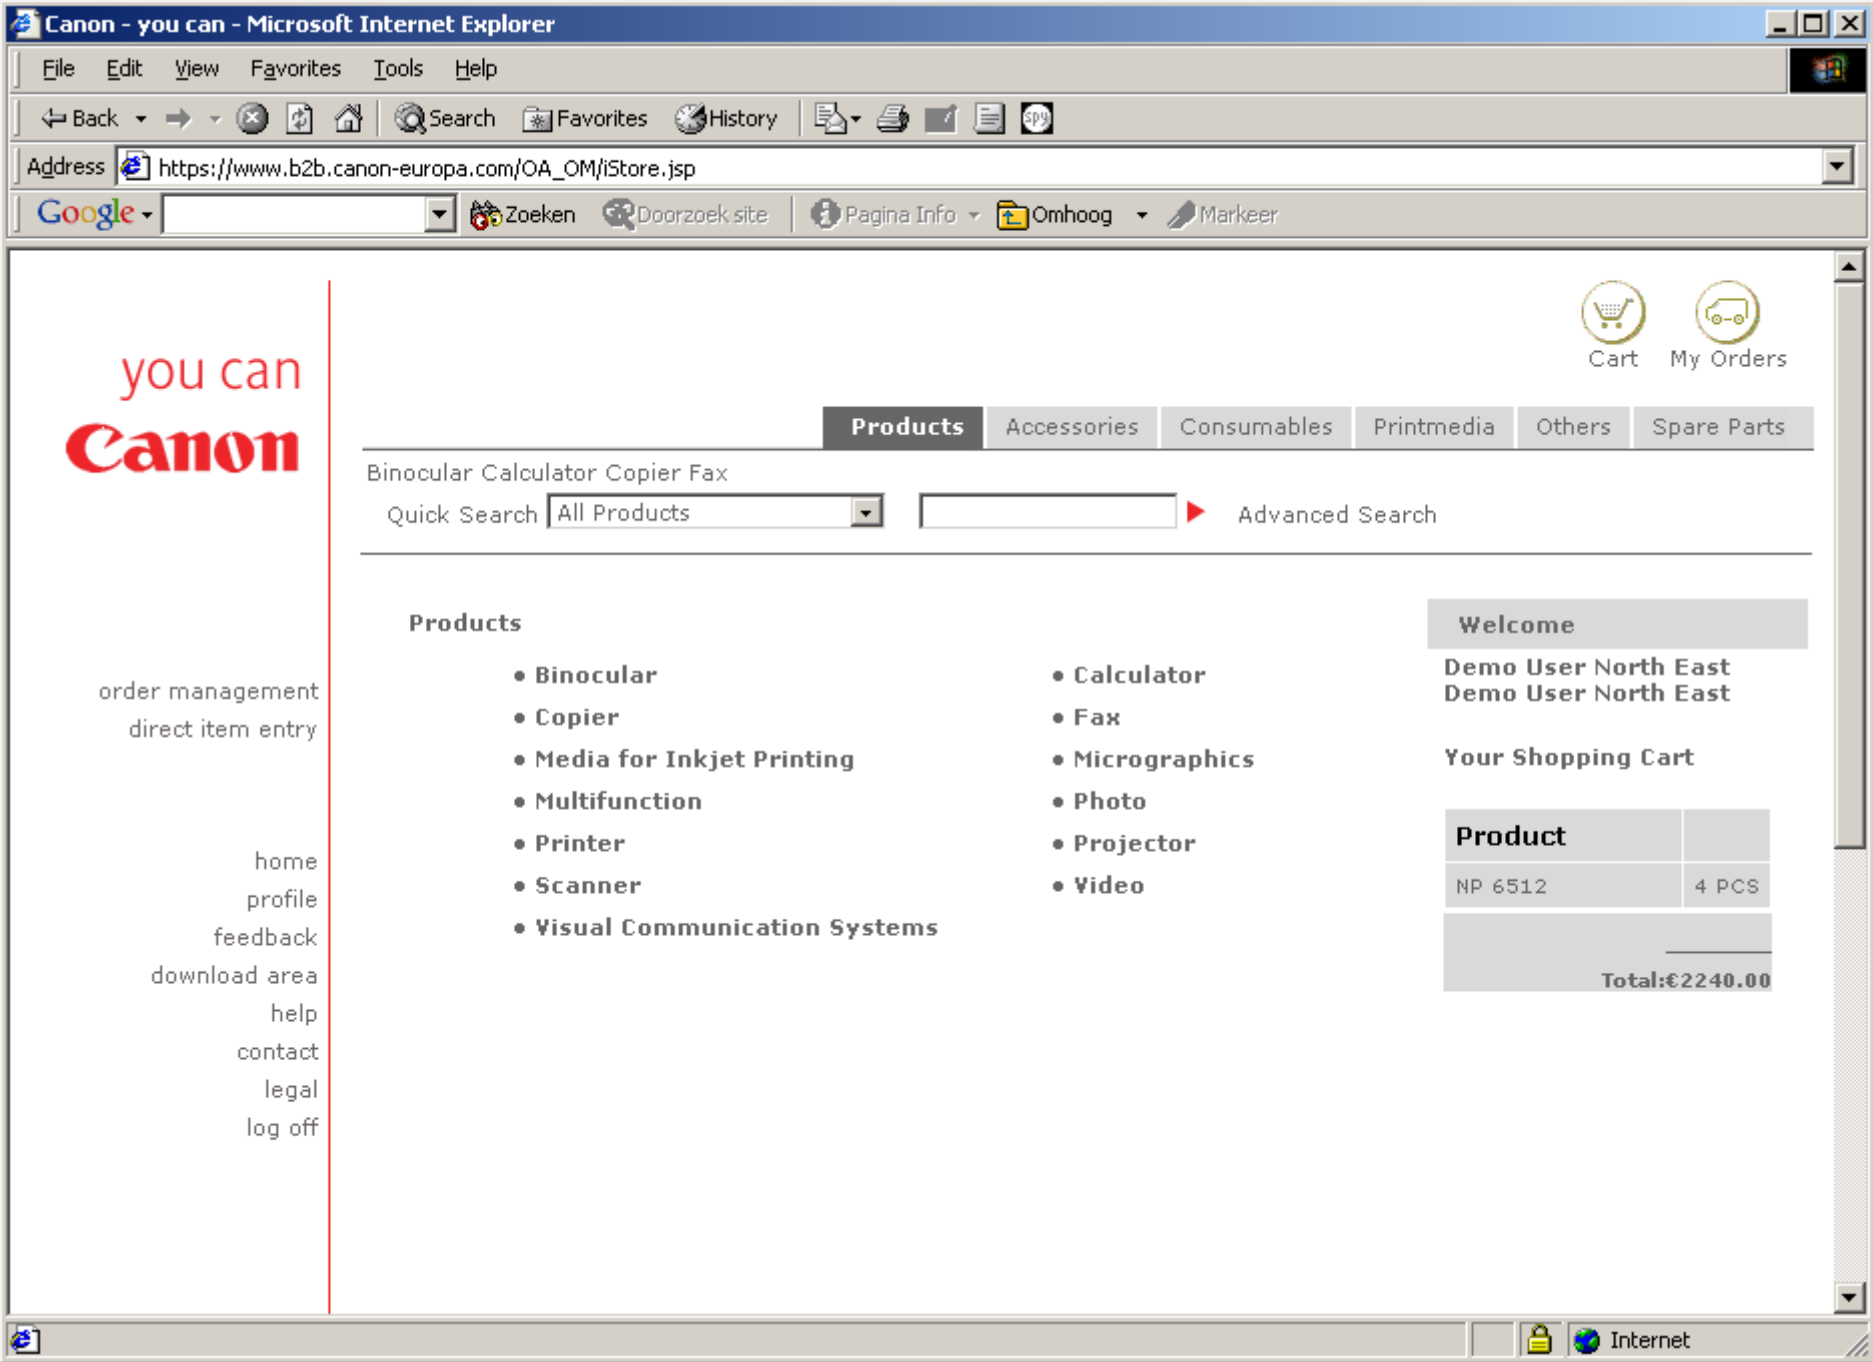 Canon - you can - Microsoft Internet Explorer
File Edit View Favorites Tools Help
Back Search Favorites History spy
Address https://www.b2b.canon-europa.com/OA_OM/iStore.jsp
Google Zoeken Doorzoek site Pagina Info Omhoog Markeer
Cart My Orders
you can
Canon
Products Accessories Consumables Printmedia Others Spare Parts
Binocular Calculator Copier Fax
Quick Search All Products Advanced Search
order management
direct item entry
home
profile
feedback
download area
help
contact
legal
log off
Products
• Binocular
• Calculator
• Copier
• Fax
• Media for Inkjet Printing
• Micrographics
• Multifunction
• Photo
• Printer
• Projector
• Scanner
• Video
• Visual Communication Systems
Welcome
Demo User North East
Demo User North East
Your Shopping Cart
Product
NP 6512 4 PCS
Total:€2240.00
Internet